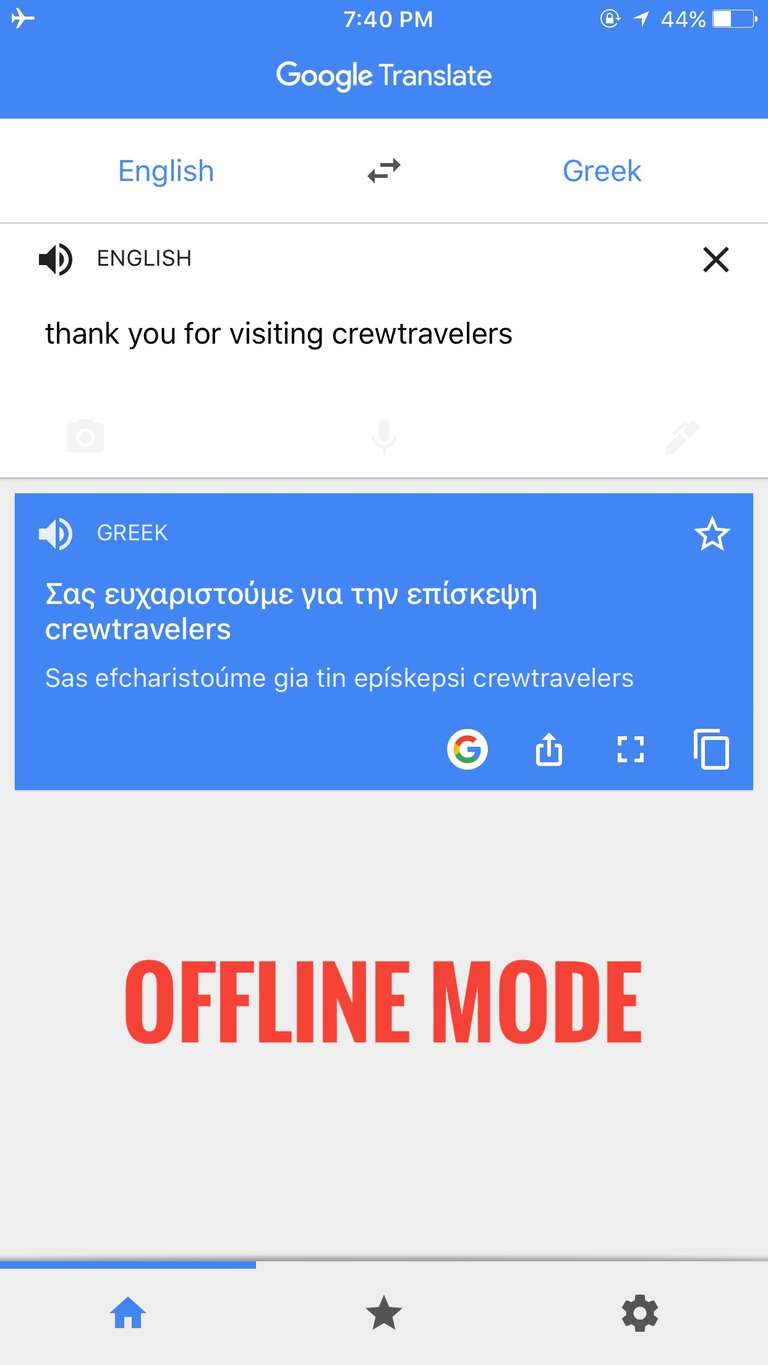 7:40 PM
44%
Google Translate
English
Greek
ENGLISH
thank you for visiting crewtravelers
GREEK
Σας ευχαριστούμε για την επίσκεψη
crewtravelers
Sas efcharistoúme gia tin epískepsi crewtravelers
G
OFFLINE MODE